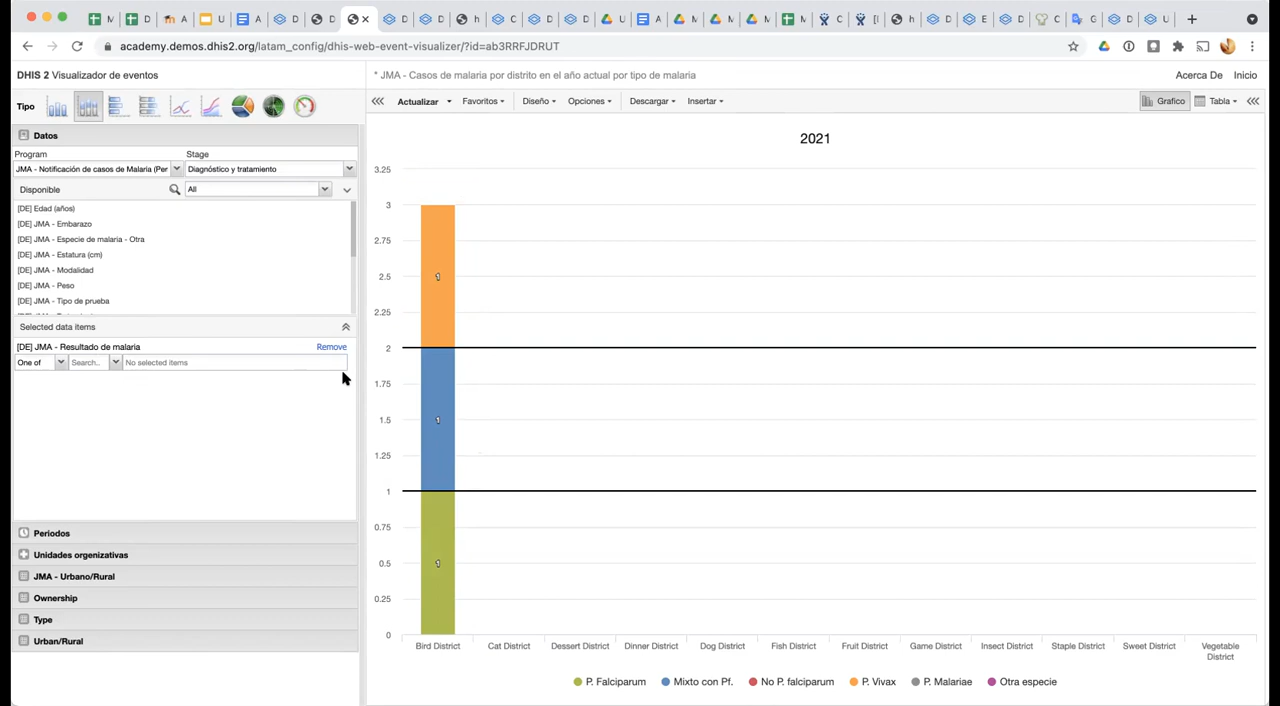 M
D
A
U
A
D
D
D
D
h
C
D
D
U
A
M
M
M
M
[
h
D
E
D
C
G
D
U
academy.demos.dhis2.org/latam_config/dhis-web-event-visualizer/?id=ab3RRFJDRUT
DHIS 2 Visualizador de eventos
* JMA - Casos de malaria por distrito en el año actual por tipo de malaria
Acerca De
Inicio
Tipo
Actualizar
Favoritos
Diseño
Opciones
Descargar
Insertar
Grafico
Tabla
Datos
Program
Stage
JMA - Notificación de casos de Malaria (Per
Diagnóstico y tratamiento
Disponible
All
[DE] Edad (años)
[DE] JMA - Embarazo
[DE] JMA - Especie de malaria - Otra
[DE] JMA - Estatura (cm)
[DE] JMA - Modalidad
[DE] JMA - Peso
[DE] JMA - Tipo de prueba
Selected data items
[DE] JMA - Resultado de malaria
Remove
One of
Search..
No selected items
Periodos
Unidades organizativas
JMA - Urbano/Rural
Ownership
Type
Urban/Rural
2021
3.25
3
2.75
2.5
2.25
2
1.75
1.5
1.25
1
0.75
0.5
0.25
0
1
1
1
Bird District
Cat District
Dessert District
Dinner District
Dog District
Fish District
Fruit District
Game District
Insect District
Staple District
Sweet District
Vegetable
District
P. Falciparum
Mixto con Pf.
No P. falciparum
P. Vivax
P. Malariae
Otra especie